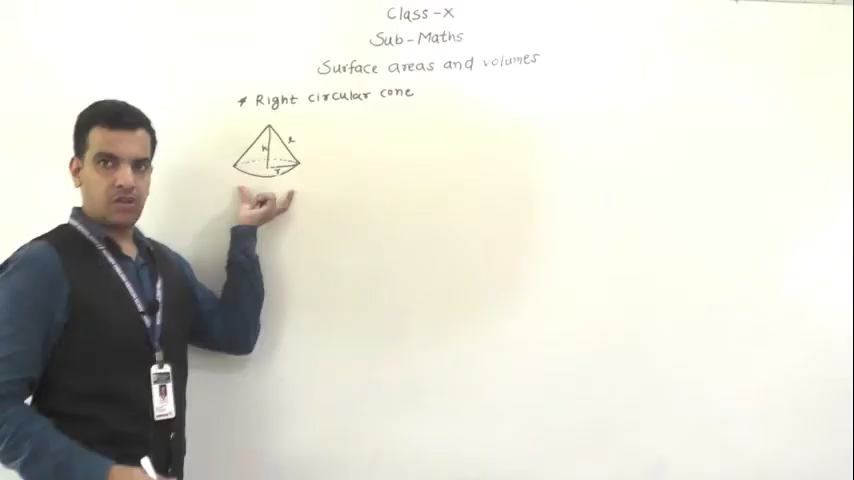 Class-X
Sub-Maths
Surface areas and volumes
* Right circular cone
h
l
r